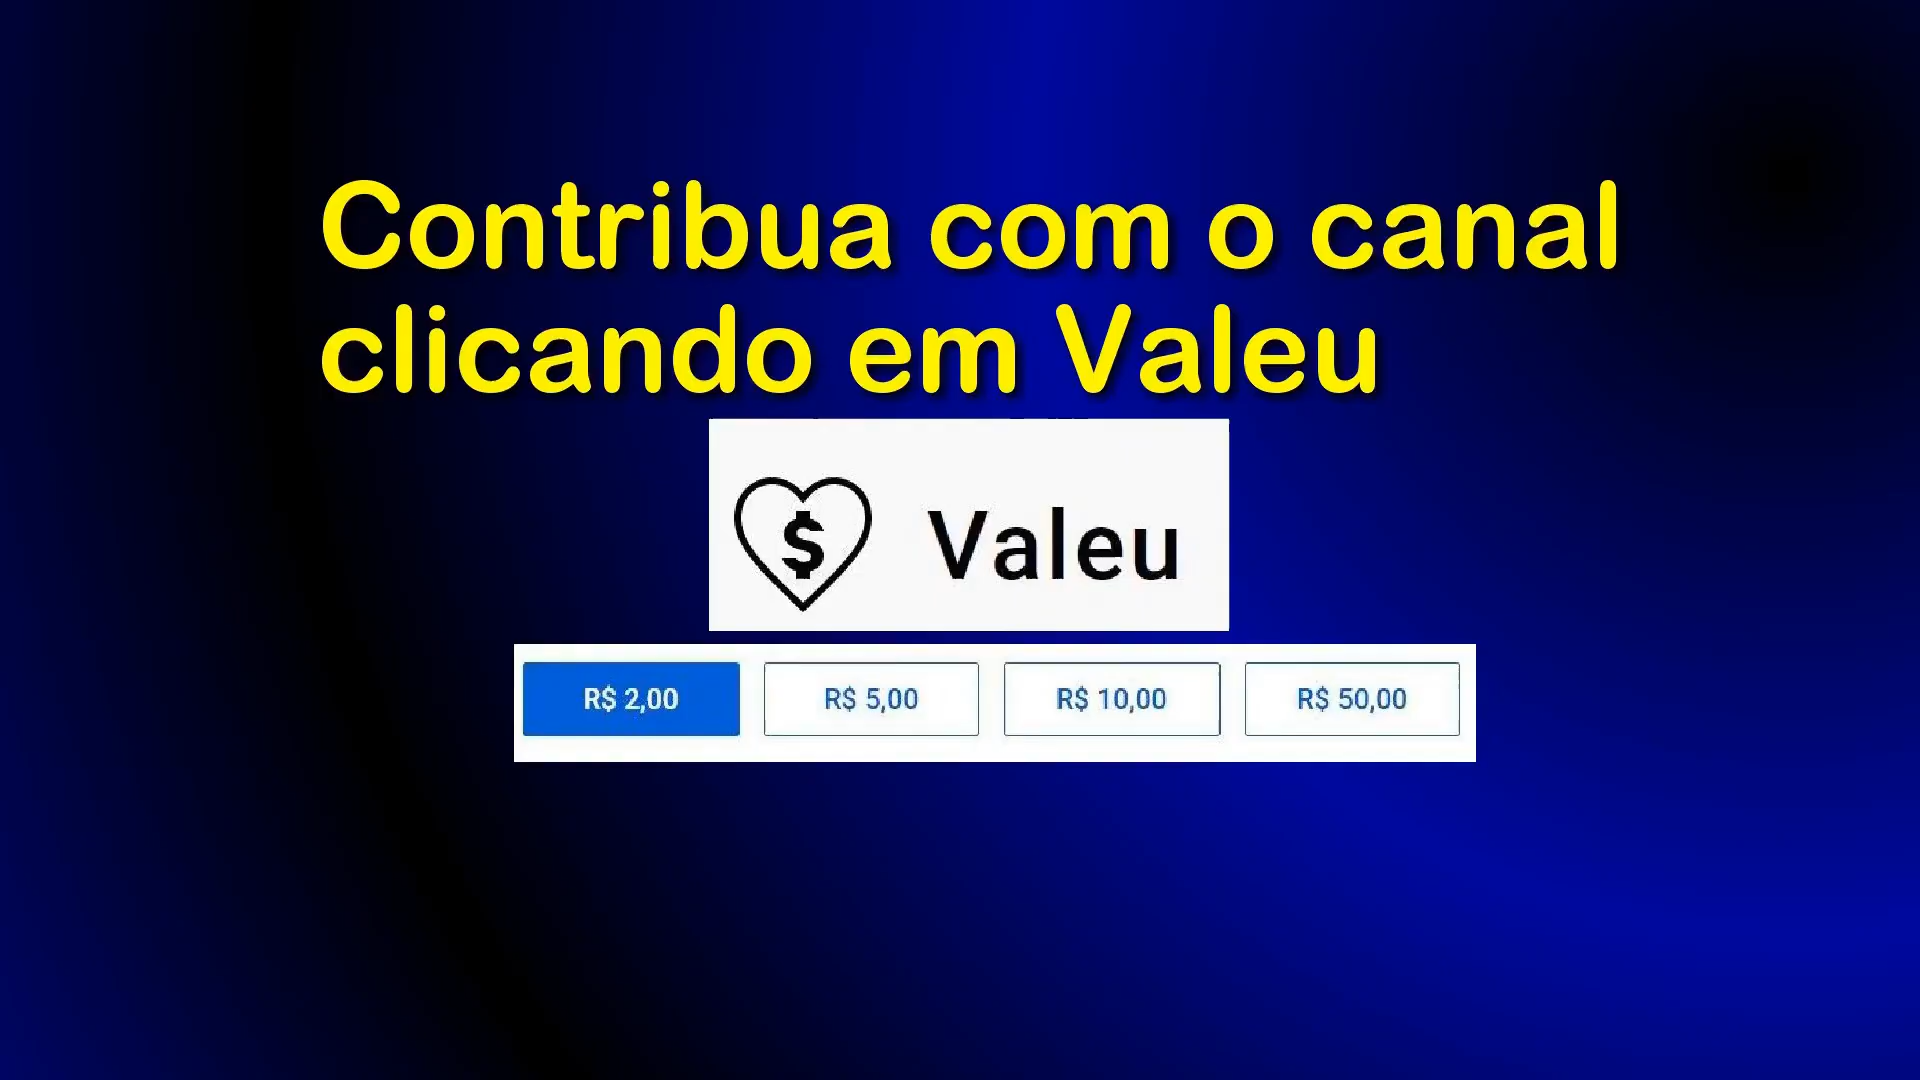 Contribua com o canal
clicando em Valeu
$ Valeu
R$ 2,00 R$ 5,00 R$ 10,00 R$ 50,00